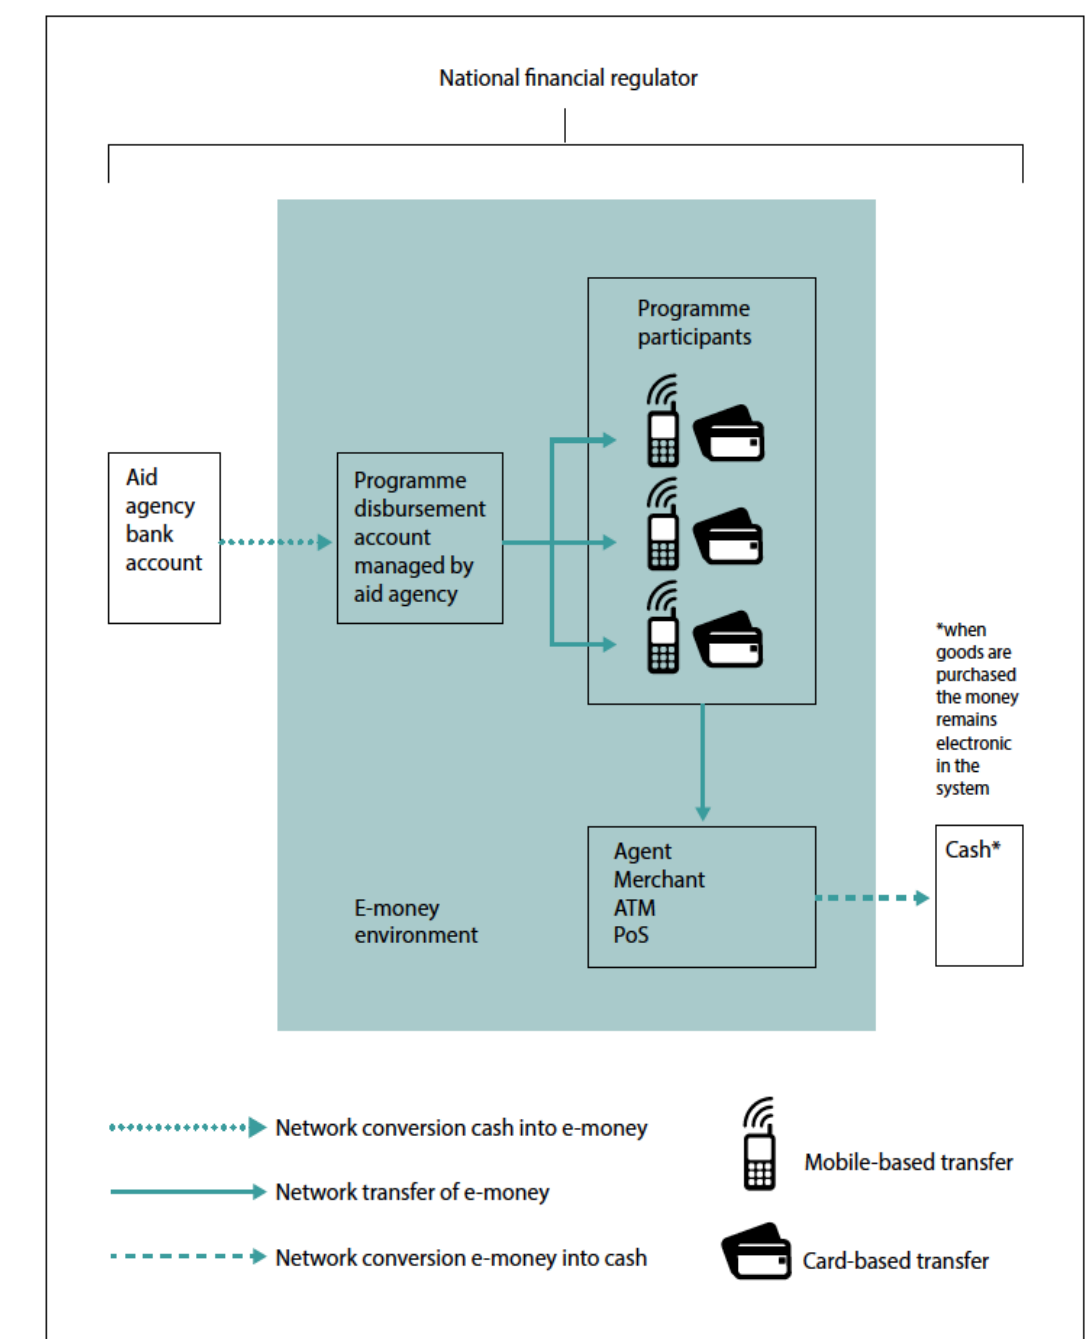 National financial regulator
Programme
participants
Aid
agency
bank
account
Programme
disbursement
account
managed by
aid agency
*when
goods are
purchased
the money
remains
electronic
in the
system
Agent
Merchant
ATM
PoS
Cash*
E-money
environment
Network conversion cash into e-money
Network transfer of e-money
Network conversion e-money into cash
Mobile-based transfer
Card-based transfer